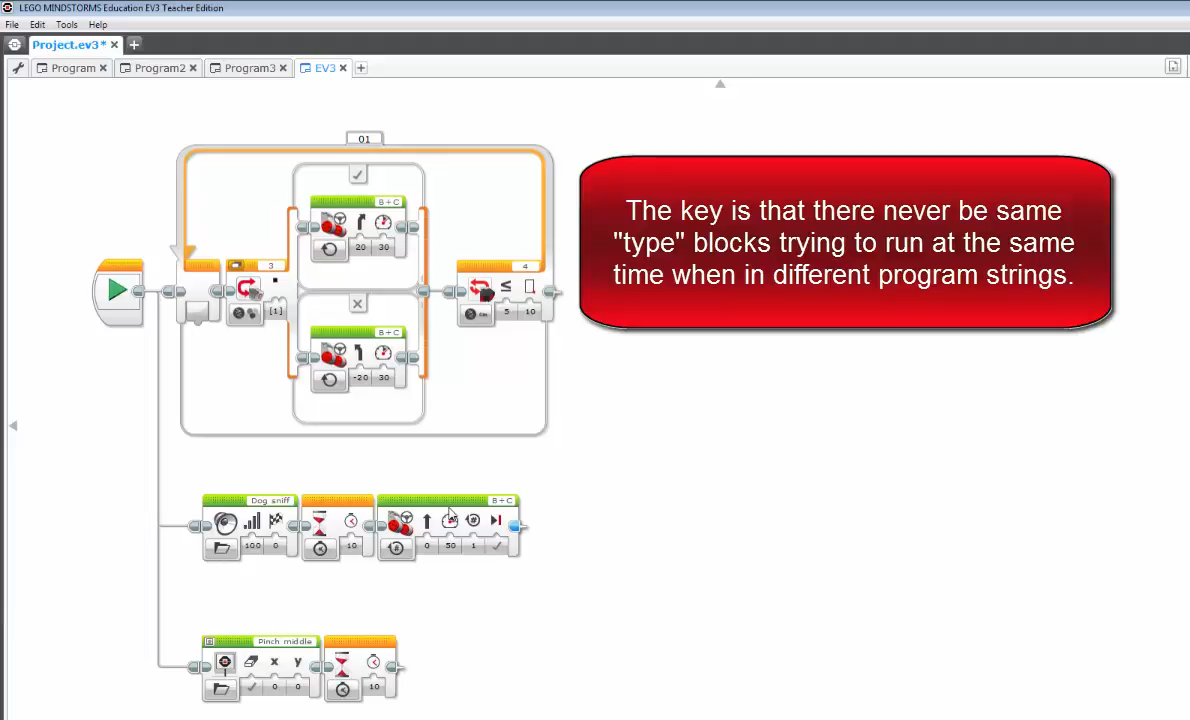 LEGO MINDSTORMS Education EV3 Teacher Edition
File Edit Tools Help
Project.ev3* × +
Program × Program2 × Program3 × EV3 × +
01
B + C
20 30
3
[1]
4
≤
5 10
B + C
-20 30
The key is that there never be same
"type" blocks trying to run at the same
time when in different program strings.
Dog sniff
100 0
10
B + C
#
0 50 1
Pinch middle
x y
0 0
10